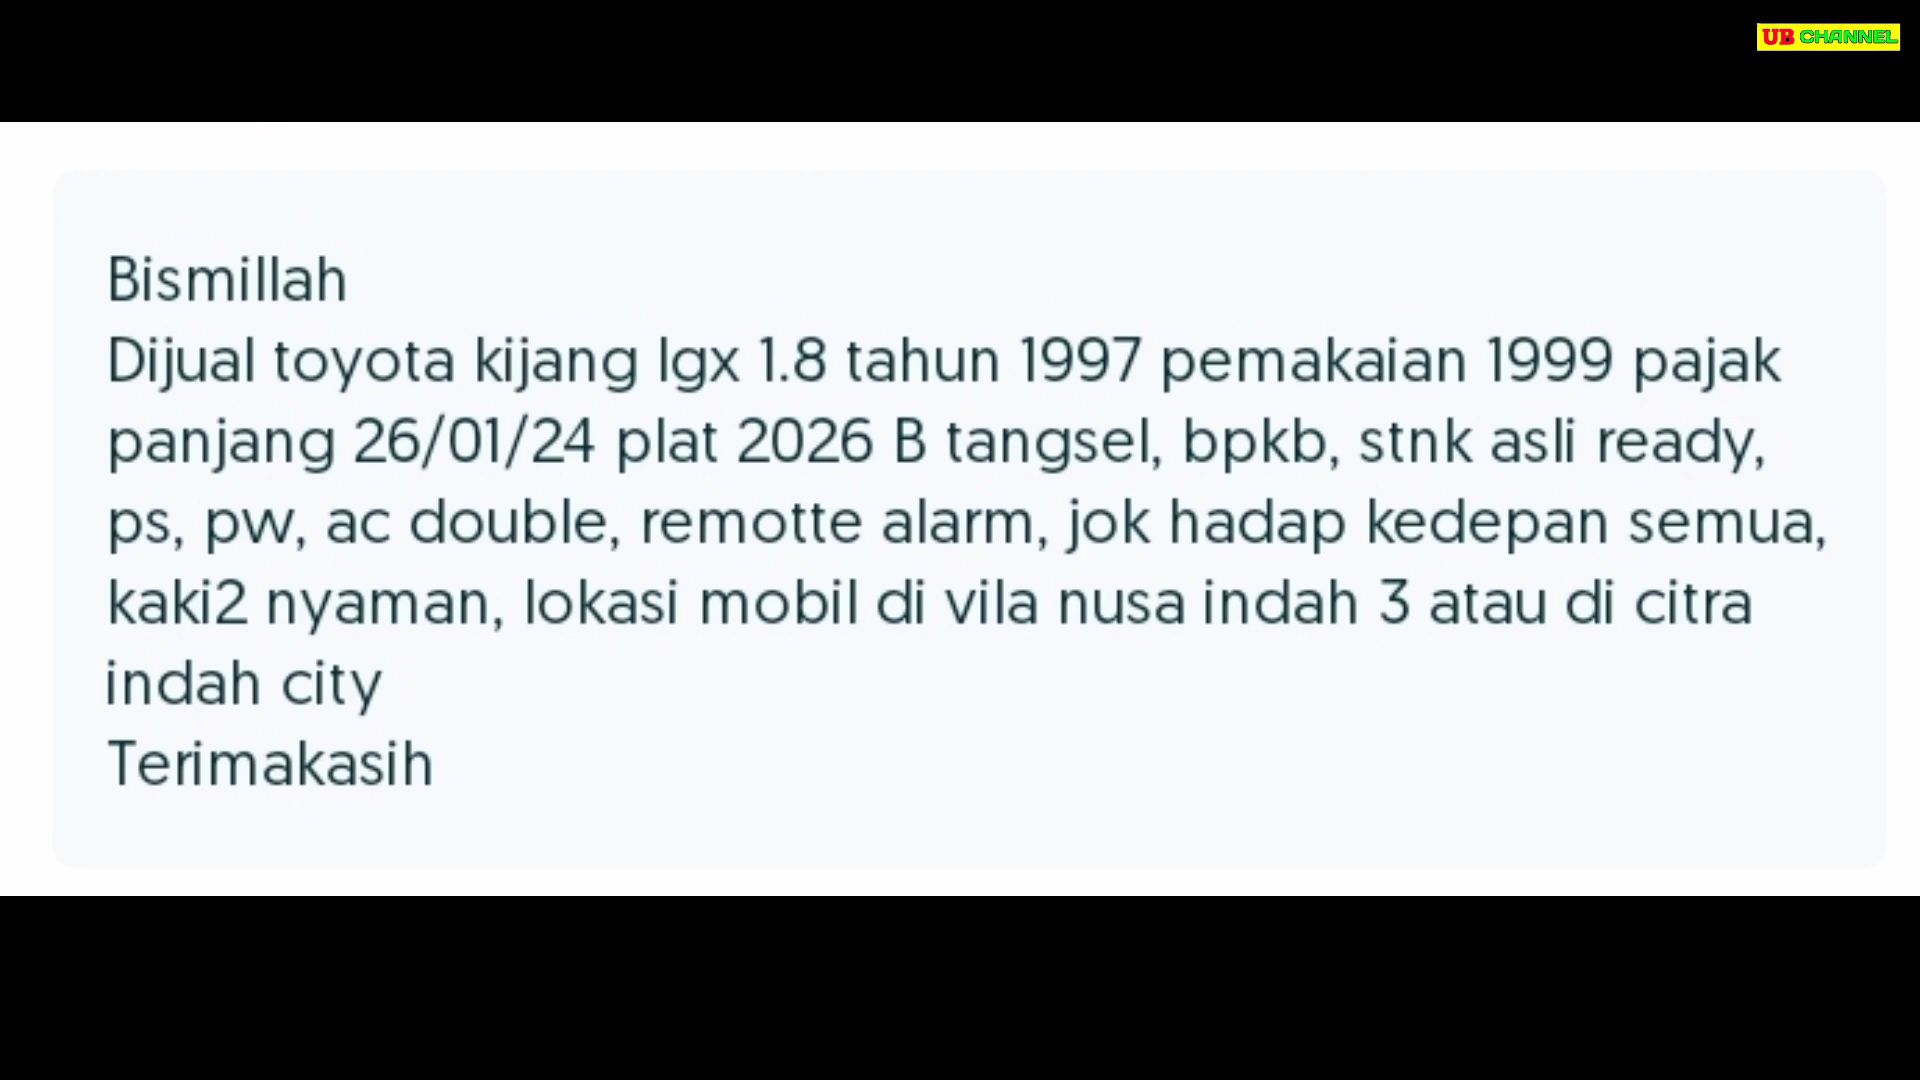 UB CHANNEL
Bismillah
Dijual toyota kijang lgx 1.8 tahun 1997 pemakaian 1999 pajak
panjang 26/01/24 plat 2026 B tangsel, bpkb, stnk asli ready,
ps, pw, ac double, remotte alarm, jok hadap kedepan semua,
kaki2 nyaman, lokasi mobil di vila nusa indah 3 atau di citra
indah city
Terimakasih